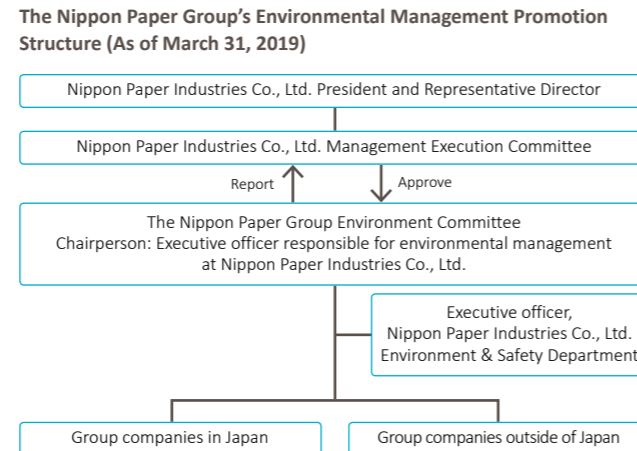 The Nippon Paper Group’s Environmental Management Promotion
Structure (As of March 31, 2019)
Nippon Paper Industries Co., Ltd. President and Representative Director
Nippon Paper Industries Co., Ltd. Management Execution Committee
Report
Approve
The Nippon Paper Group Environment Committee
Chairperson: Executive officer responsible for environmental management
at Nippon Paper Industries Co., Ltd.
Executive officer,
Nippon Paper Industries Co., Ltd.
Environment & Safety Department
Group companies in Japan
Group companies outside of Japan